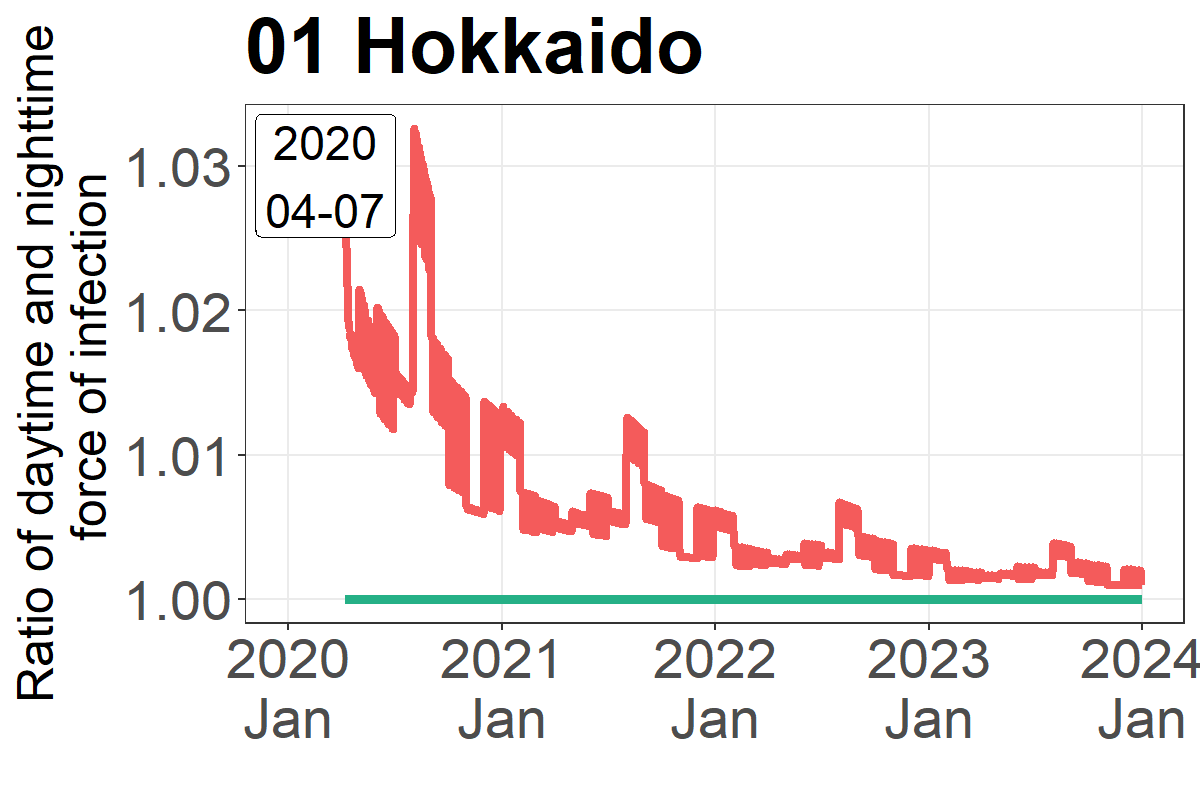 01 Hokkaido
Ratio of daytime and nighttime
force of infection
1.03
1.02
1.01
1.00
2020
04-07
2020
Jan
2021
Jan
2022
Jan
2023
Jan
2024
Jan